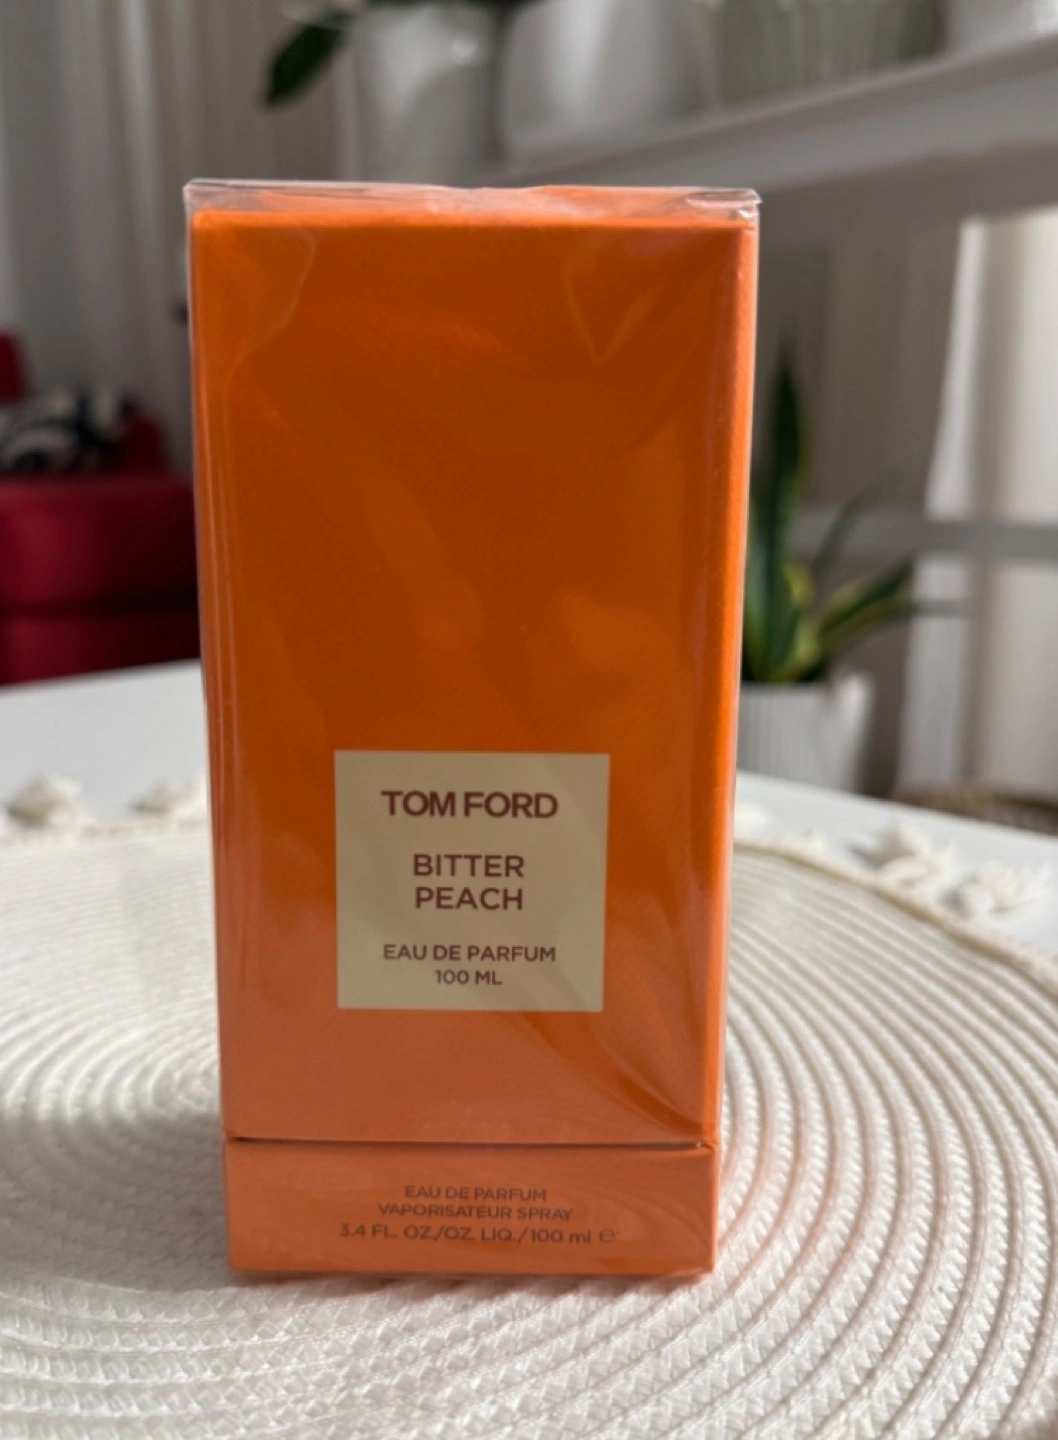 TOM FORD
BITTER
PEACH
EAU DE PARFUM
100 ML
EAU DE PARFUM
VAPORISATEUR SPRAY
3.4 FL. OZ./OZ. LIQ./100 ml ℮